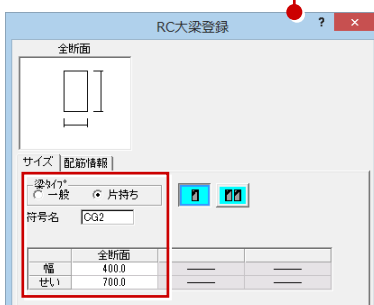 RC大梁登録 ? ×
全断面
サイズ 配筋情報
梁タイプ
一般 片持ち
符号名 CG2
全断面
幅 400.0
せい 700.0